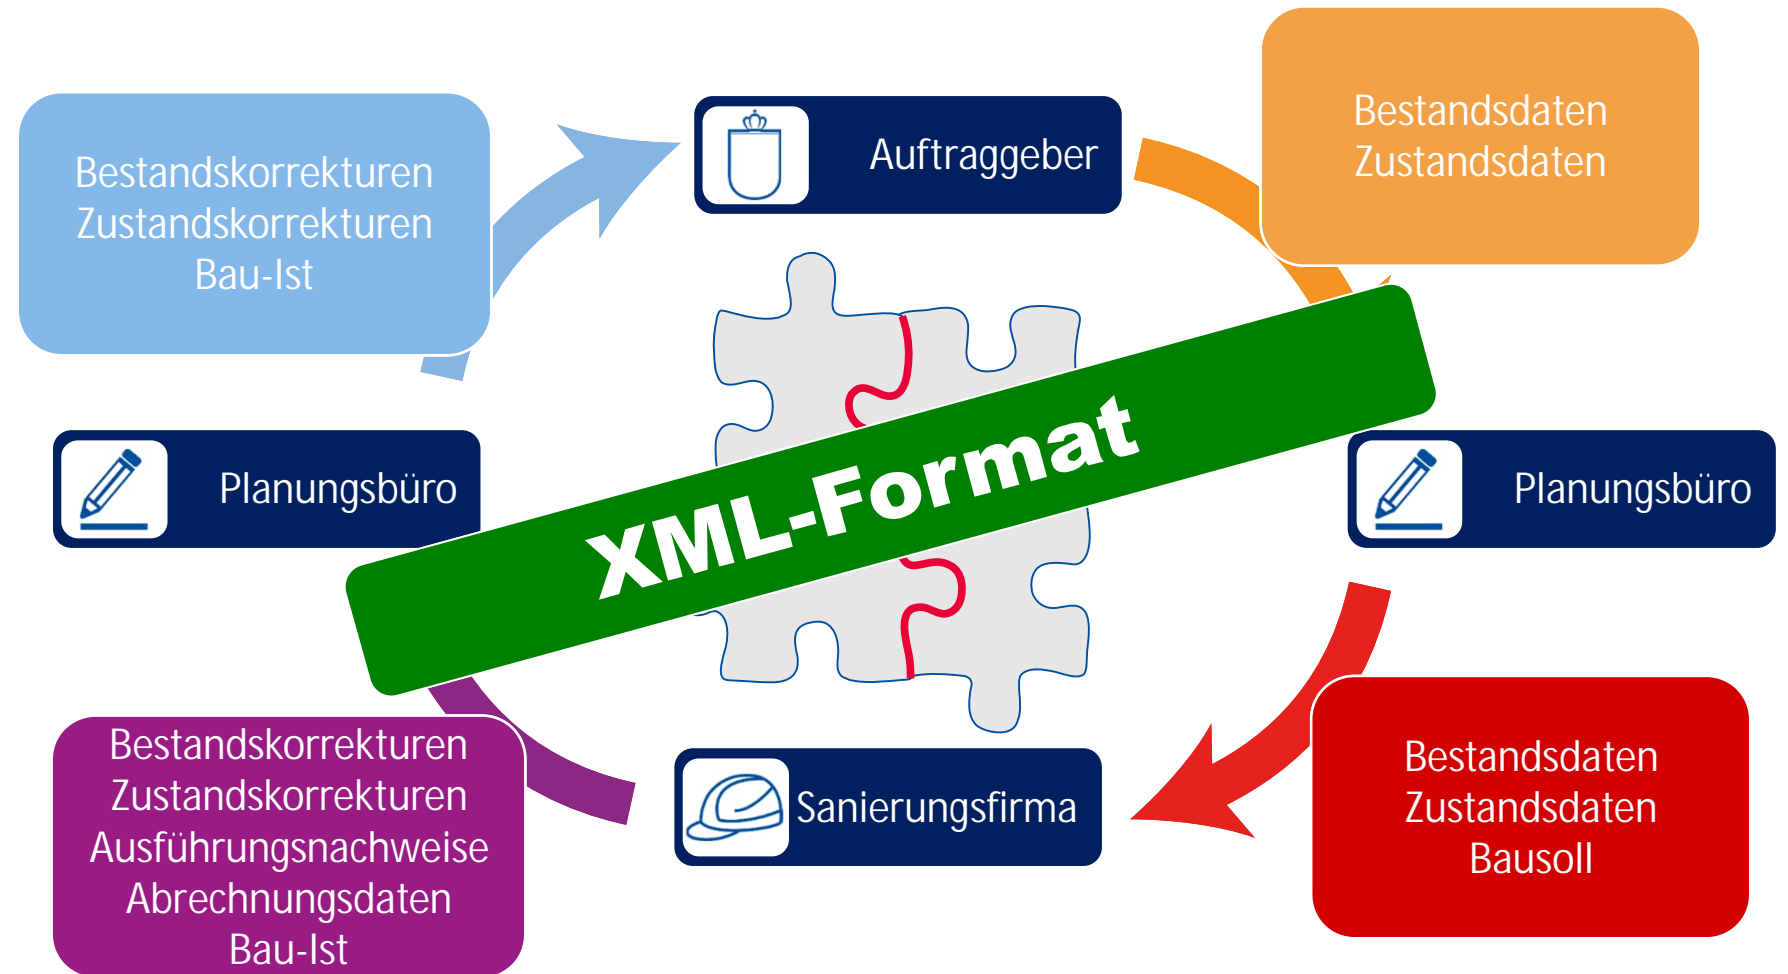 Bestandskorrekturen
Zustandskorrekturen
Bau-Ist
Auftraggeber
Bestandsdaten
Zustandsdaten
Planungsbüro
XML-Format
Planungsbüro
Bestandskorrekturen
Zustandskorrekturen
Ausführungsnachweise
Abrechnungsdaten
Bau-Ist
Sanierungsfirma
Bestandsdaten
Zustandsdaten
Bausoll